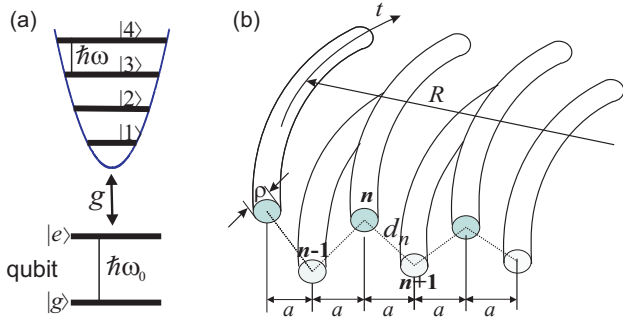 (a)
|4⟩
ħω
|3⟩
|2⟩
|1⟩
g
|e⟩
qubit
ħω₀
|g⟩
(b)
t
R
ρ
n
n-1
dₙ
n+1
a a a a a